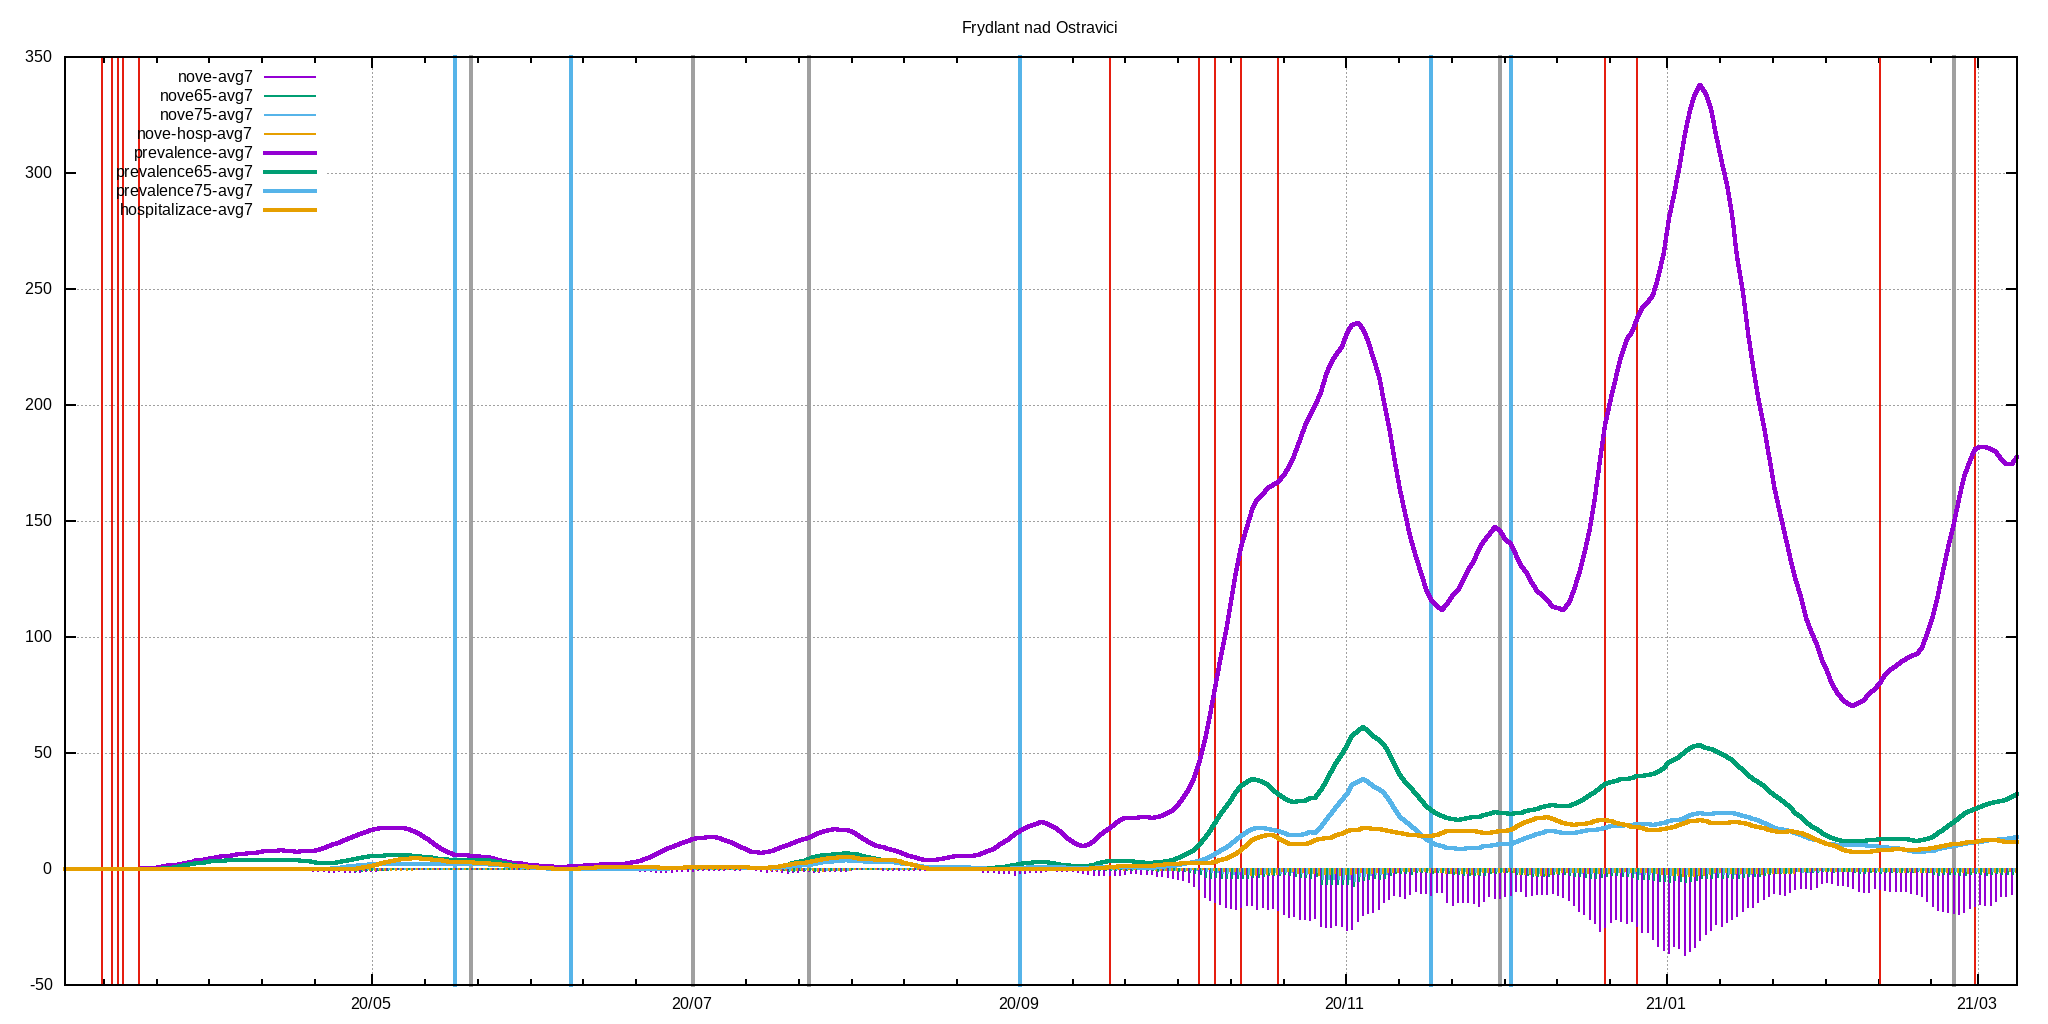 Frydlant nad Ostravici
350
300
250
200
150
100
50
0
-50
nove-avg7
nove65-avg7
nove75-avg7
nove-hosp-avg7
prevalence-avg7
prevalence65-avg7
prevalence75-avg7
hospitalizace-avg7
20/05 20/07 20/09 20/11 21/01 21/03